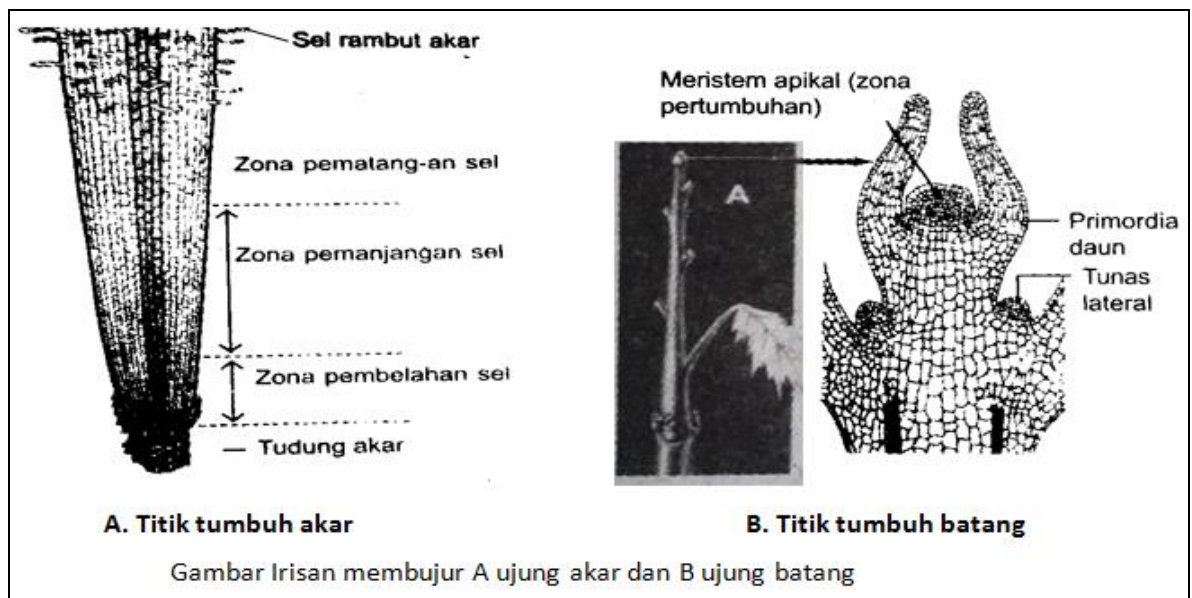 Sel rambut akar
Zona pematang-an sel
Zona pemanjangan sel
Zona pembelahan sel
Tudung akar
A. Titik tumbuh akar
Meristem apikal (zona
pertumbuhan)
A
Primordia
daun
Tunas
lateral
B. Titik tumbuh batang
Gambar Irisan membujur A ujung akar dan B ujung batang